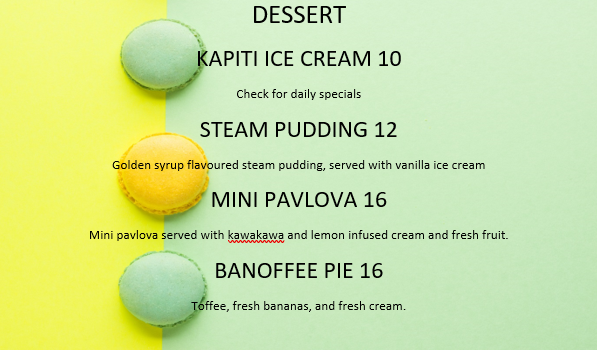 DESSERT
KAPITI ICE CREAM 10
Check for daily specials
STEAM PUDDING 12
Golden syrup flavoured steam pudding, served with vanilla ice cream
MINI PAVLOVA 16
Mini pavlova served with kawakawa and lemon infused cream and fresh fruit.
BANOFFEE PIE 16
Toffee, fresh bananas, and fresh cream.